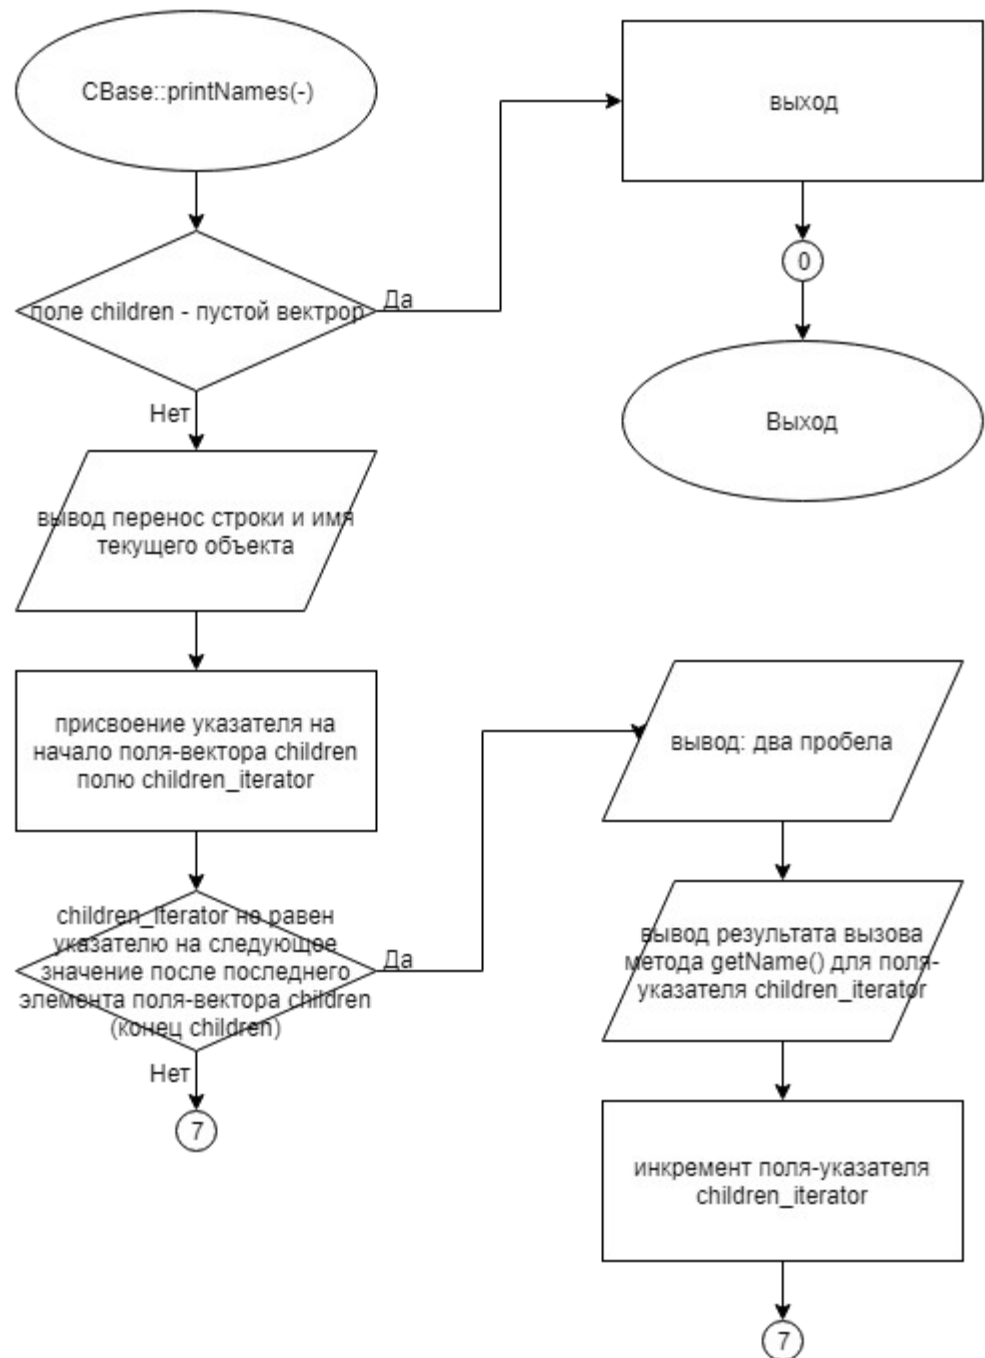 CBase::printNames(-)
выход
Да
поле children - пустой вектрор
0
Нет
Выход
вывод перенос строки и имя
текущего объекта
присвоение указателя на
начало поля-вектора children
полю children_iterator
вывод: два пробела
children_iterator не равен
указателю на следующее
значение после последнего
элемента поля-вектора children
(конец children)
Да
вывод результата вызова
метода getName() для поля-
указателя children_iterator
Нет
7
инкремент поля-указателя
children_iterator
7